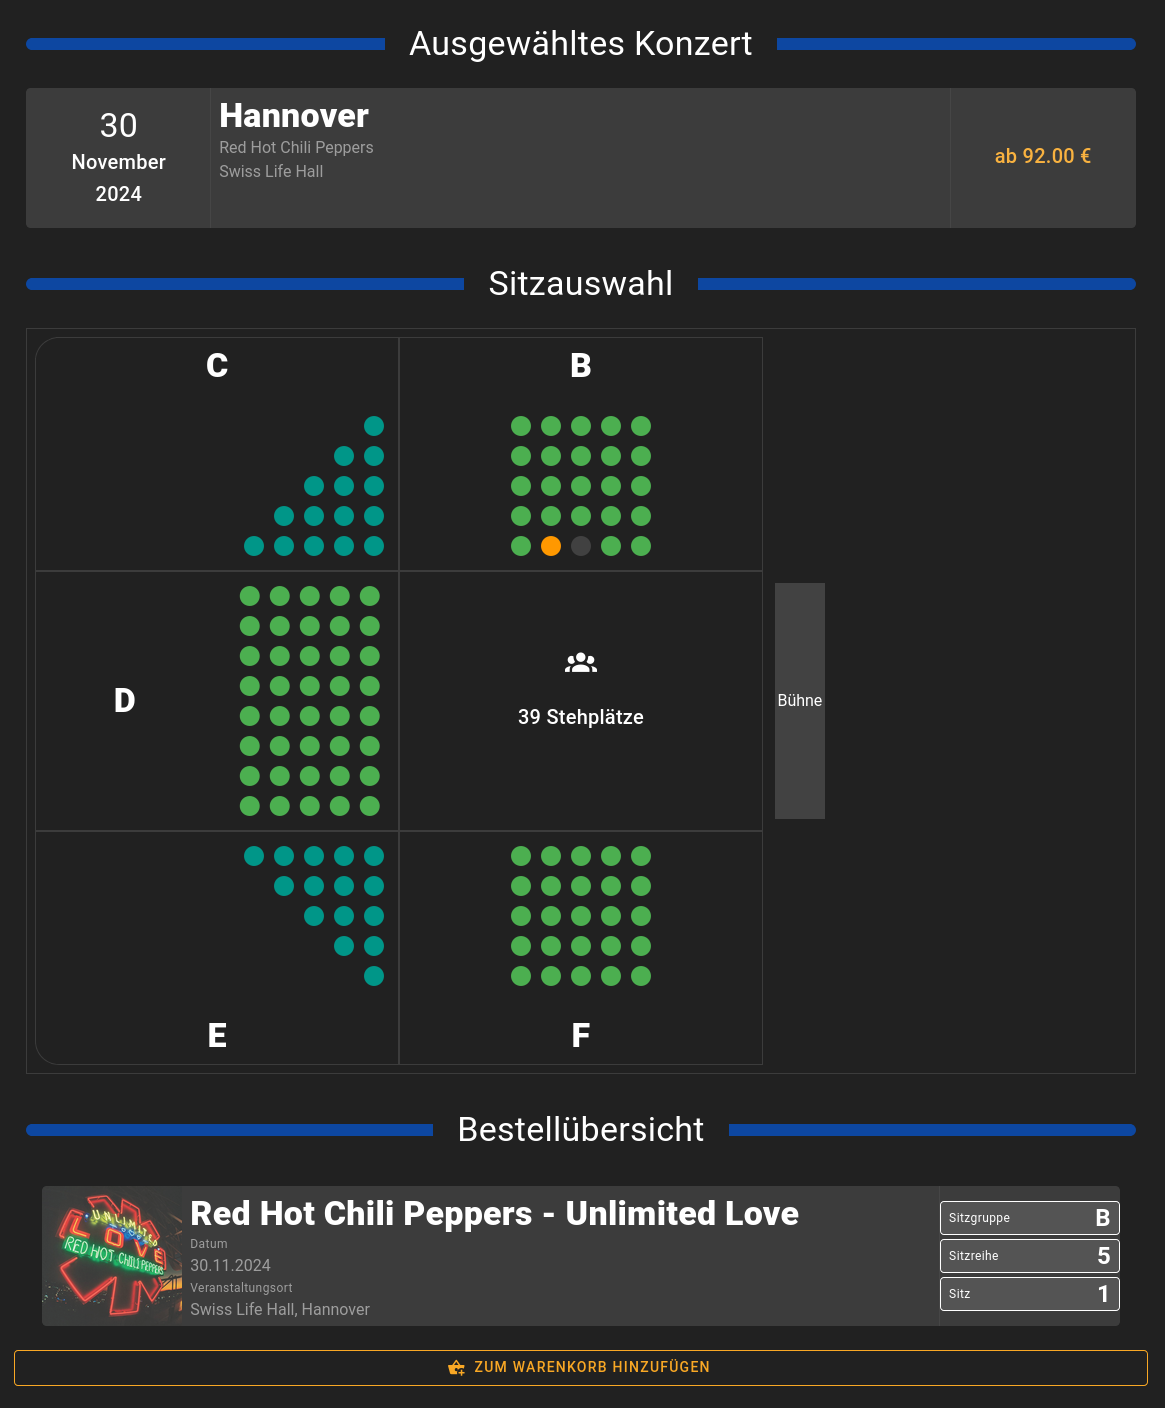 Ausgewähltes Konzert
30
November
2024
Hannover
Red Hot Chili Peppers
Swiss Life Hall
ab 92.00 €
Sitzauswahl
C
B
D
39 Stehplätze
Bühne
E
F
Bestellübersicht
UNLIMITED
LOVE
RED HOT CHILI PEPPERS
Red Hot Chili Peppers - Unlimited Love
Datum
30.11.2024
Veranstaltungsort
Swiss Life Hall, Hannover
Sitzgruppe B
Sitzreihe 5
Sitz 1
ZUM WARENKORB HINZUFÜGEN